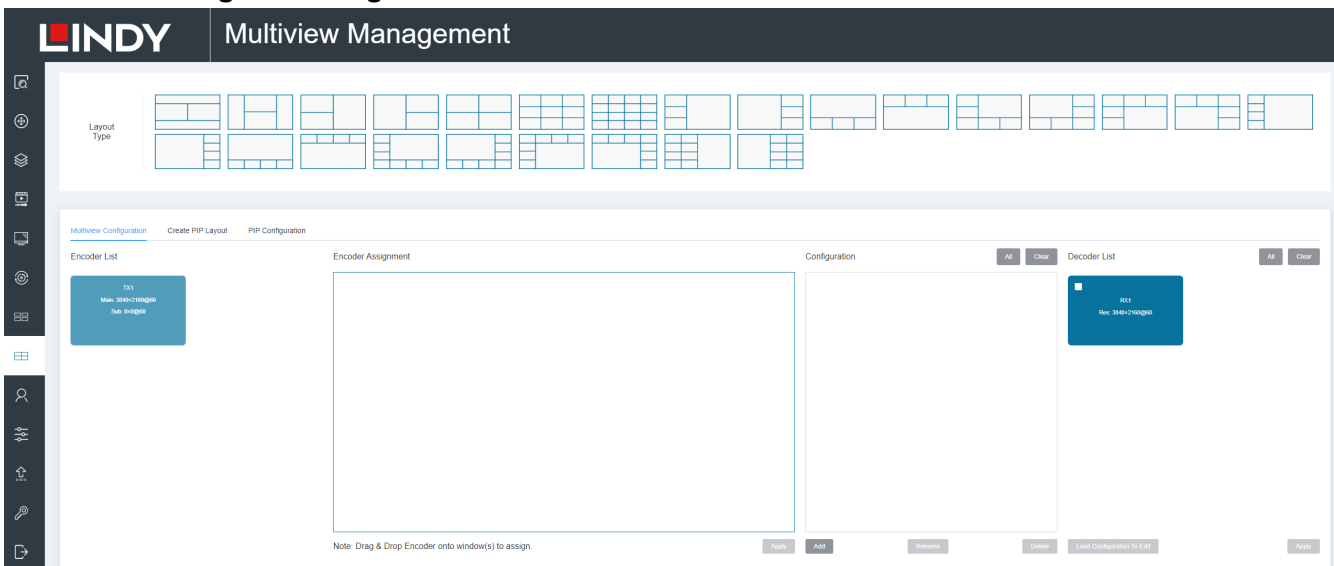 LINDY
Multiview Management
Layout
Type
Multiview Configuration
Create PIP Layout
PIP Configuration
Encoder List
Encoder Assignment
Configuration
All
Clear
Decoder List
All
Clear
TX1
Main: 3840×2160@60
Sub: 0×0@60
RX1
Res: 3840×2160@60
Note: Drag & Drop Encoder onto window(s) to assign.
Apply
Add
Rename
Delete
Load Configuration To Edit
Apply